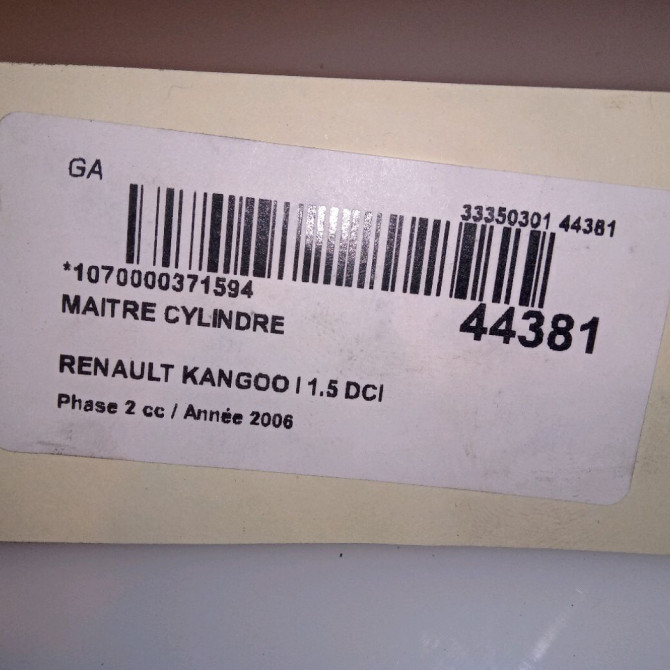 GA
33350301 44381
*1070000371594
44381
MAITRE CYLINDRE
RENAULT KANGOO I 1.5 DCI
Phase 2 cc / Année 2006